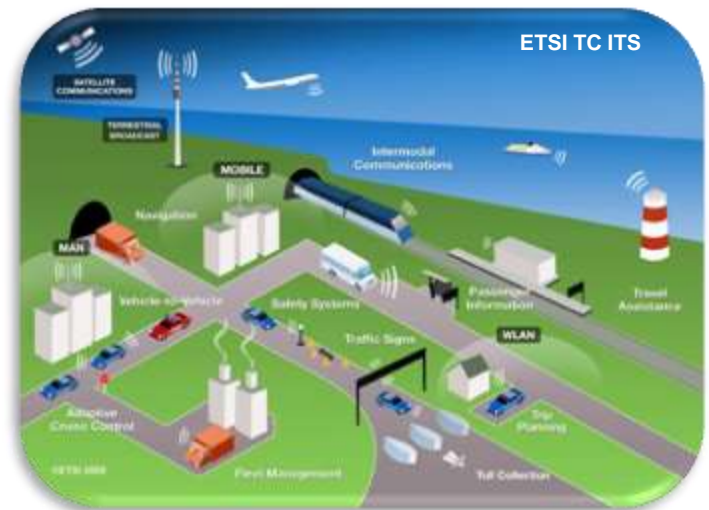 ETSI TC ITS
SATELLITE
COMMUNICATIONS
TERRESTRIAL
BROADCAST
Intermodal
Communications
MOBILE
Navigation
MAN
Vehicle-to-Vehicle
Safety Systems
Passenger
Information
Travel
Assistance
Traffic Signs
WLAN
Adaptive
Cruise Control
Trip
Planning
Fleet Management
Toll Collection